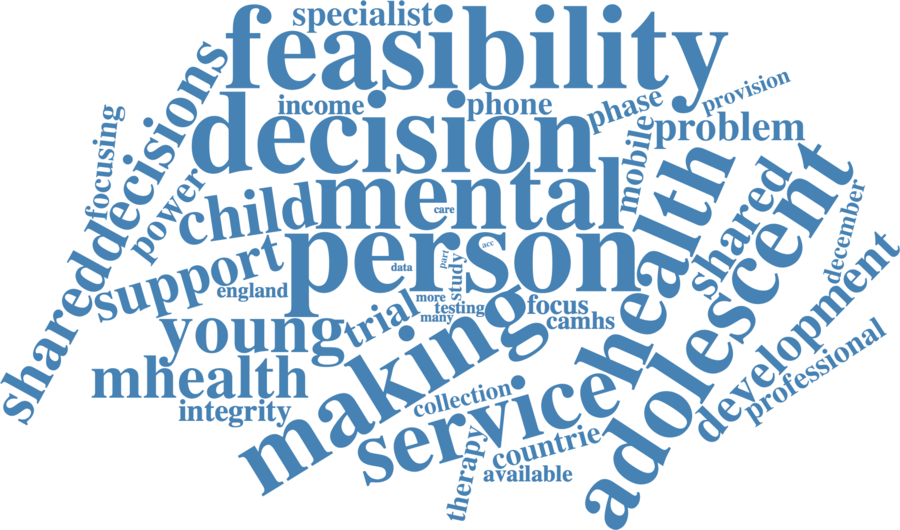 specialist
feasibility
income
phone
phase
provision
decision
problem
focusing
shareddecisions
power
mobile
child
mental
care
health
shared
adolescent
december
person
acc
data
part
study
support
england
more
testing
many
focus
camhs
young
trial
development
mhealth
making
professional
integrity
collection
service
countrie
therapy
available